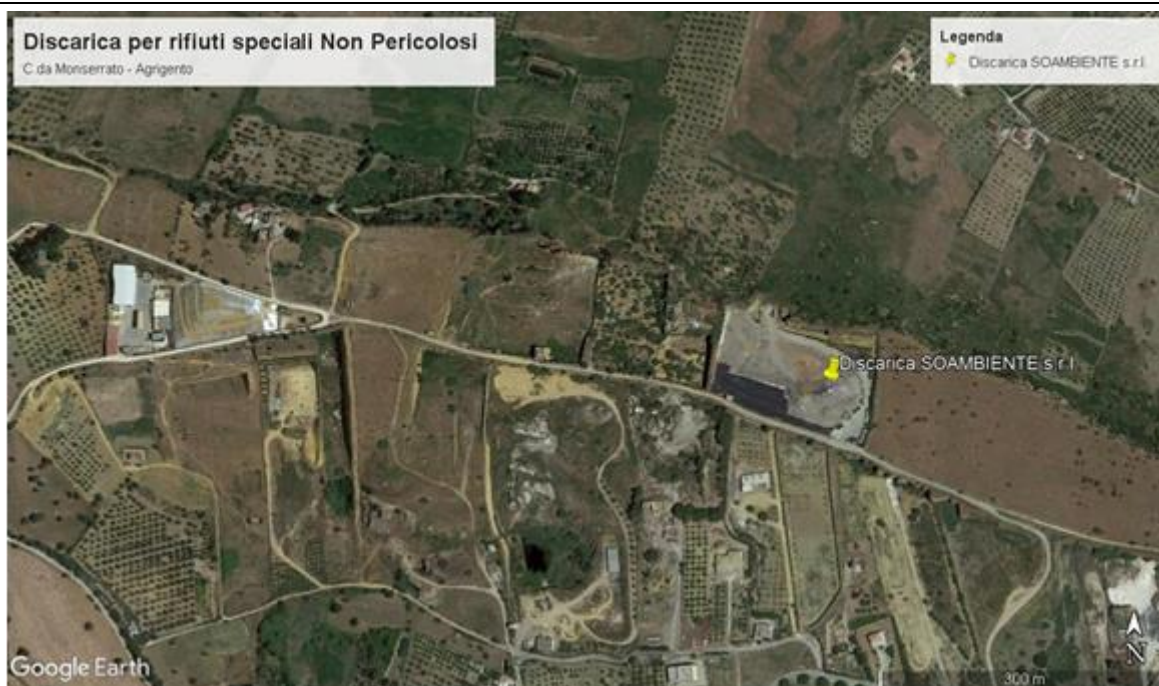 Discarica per rifiuti speciali Non Pericolosi
C.da Monserrato - Agrigento
Legenda
Discarica SOAMBIENTE s.r.l.
Discarica SOAMBIENTE s.r.l
Google Earth
N
300 m